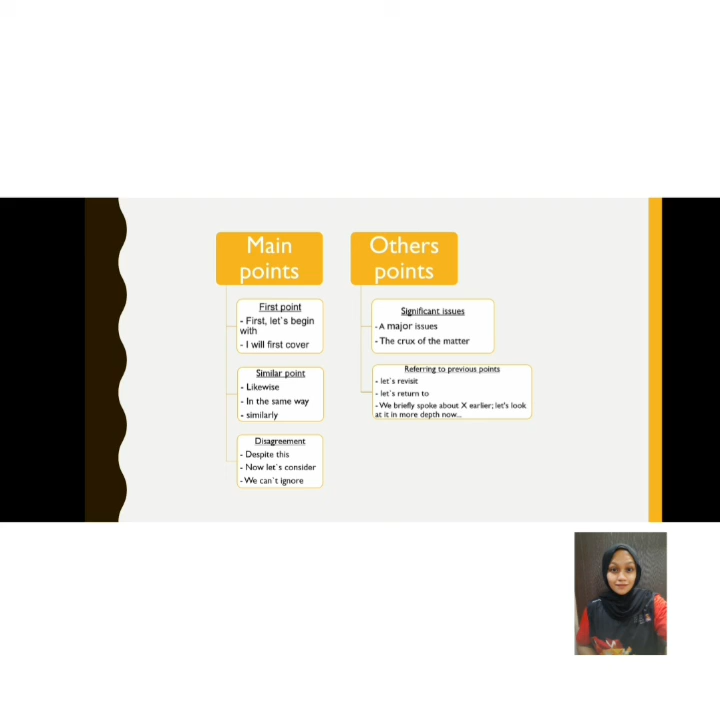 Main
points
First point
- First, let`s begin
with
- I will first cover
Similar point
- Likewise
- In the same way
- similarly
Disagreement
- Despite this
- Now let`s consider
- We can`t ignore
Others
points
Significant issues
-A major issues
-The crux of the matter
Referring to previous points
- let`s revisit
- let`s return to
-We briefly spoke about X earlier; let's look
at it in more depth now...